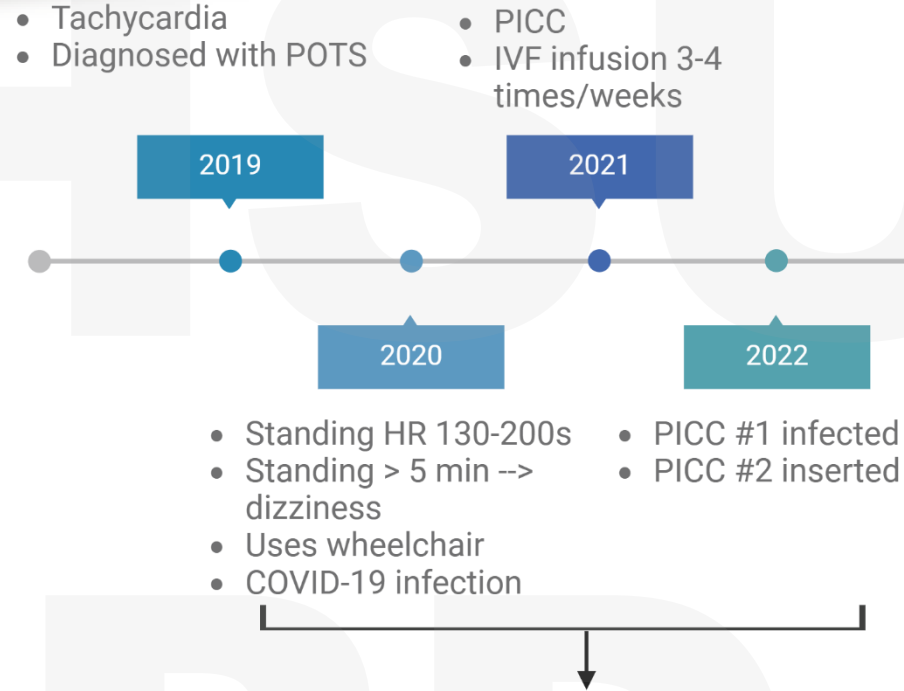 • Tachycardia
• Diagnosed with POTS
• PICC
• IVF infusion 3-4
times/weeks
2019
2021
2020
2022
• Standing HR 130-200s
• Standing > 5 min -->
dizziness
• Uses wheelchair
• COVID-19 infection
• PICC #1 infected
• PICC #2 inserted